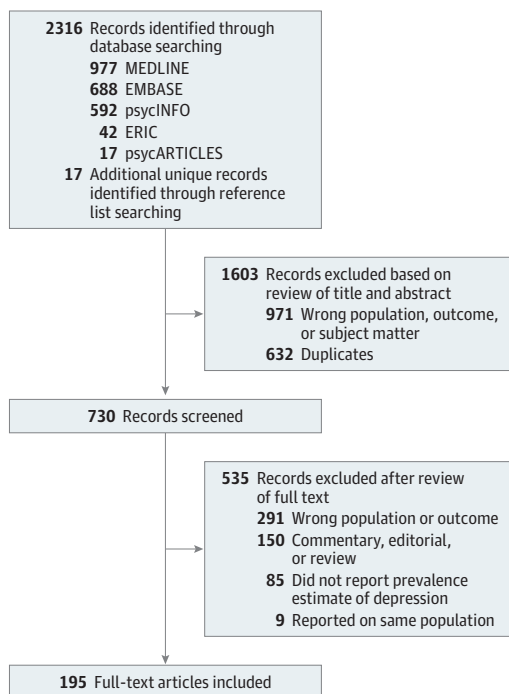 2316 Records identified through
database searching
977 MEDLINE
688 EMBASE
592 psycINFO
42 ERIC
17 psycARTICLES
17 Additional unique records
identified through reference
list searching
1603 Records excluded based on
review of title and abstract
971 Wrong population, outcome,
or subject matter
632 Duplicates
730 Records screened
535 Records excluded after review
of full text
291 Wrong population or outcome
150 Commentary, editorial,
or review
85 Did not report prevalence
estimate of depression
9 Reported on same population
195 Full-text articles included